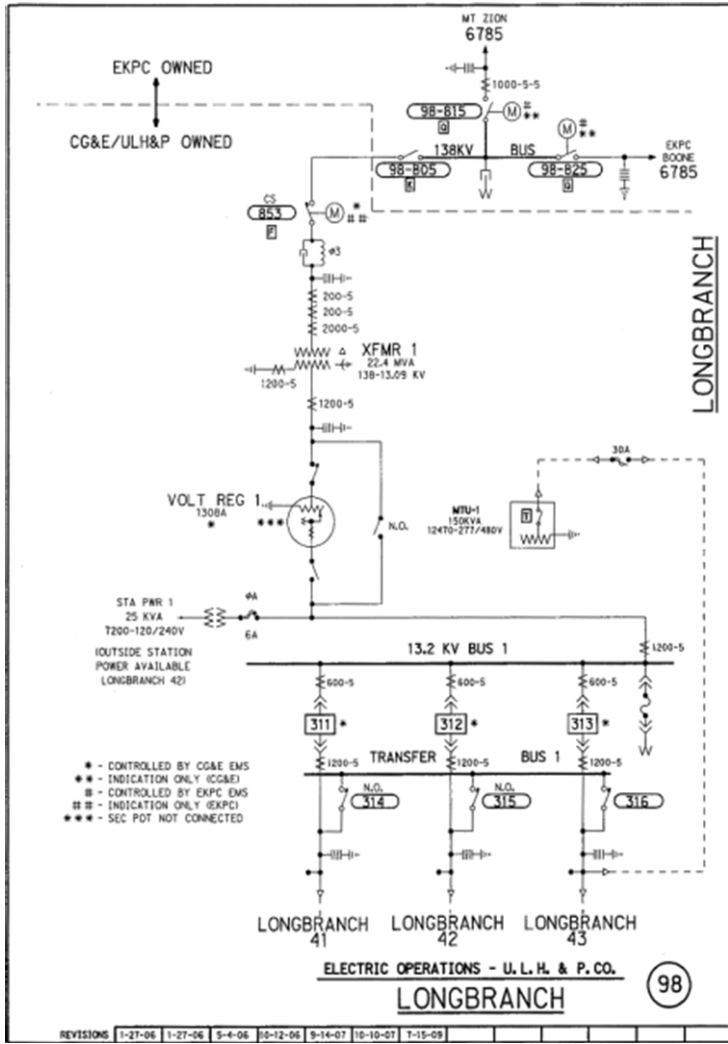 MT ZION
6785
EKPC OWNED
CG&E/ULH&P OWNED
1000-5-5
98-815
Q
M
#
**
M
#
**
138KV BUS
98-805
K
98-825
Q
EKPC
BOONE
6785
CS
853
F
M
*
##
φ3
200-5
200-5
2000-5
XFMR 1
22.4 MVA
138-13.09 KV
1200-5
1200-5
LONGBRANCH
VOLT REG 1
1308A
*
***
N.O.
30A
MTU-1
150KVA
12470-277/480V
T
STA PWR 1
25 KVA
7200-120/240V
φA
6A
(OUTSIDE STATION
POWER AVAILABLE
LONGBRANCH 42)
13.2 KV BUS 1
1200-5
600-5
600-5
600-5
311 *
312 *
313 *
1200-5
1200-5
1200-5
TRANSFER BUS 1
N.O.
314
N.O.
315
316
* - CONTROLLED BY CG&E EMS
** - INDICATION ONLY (CG&E)
# - CONTROLLED BY EKPC EMS
## - INDICATION ONLY (EKPC)
*** - SEC PDT NOT CONNECTED
LONGBRANCH
41
LONGBRANCH
42
LONGBRANCH
43
ELECTRIC OPERATIONS - U.L.H. & P.CO.
LONGBRANCH
98
REVISIONS 1-27-06 1-27-06 5-4-06 10-12-06 9-14-07 10-10-07 7-15-09